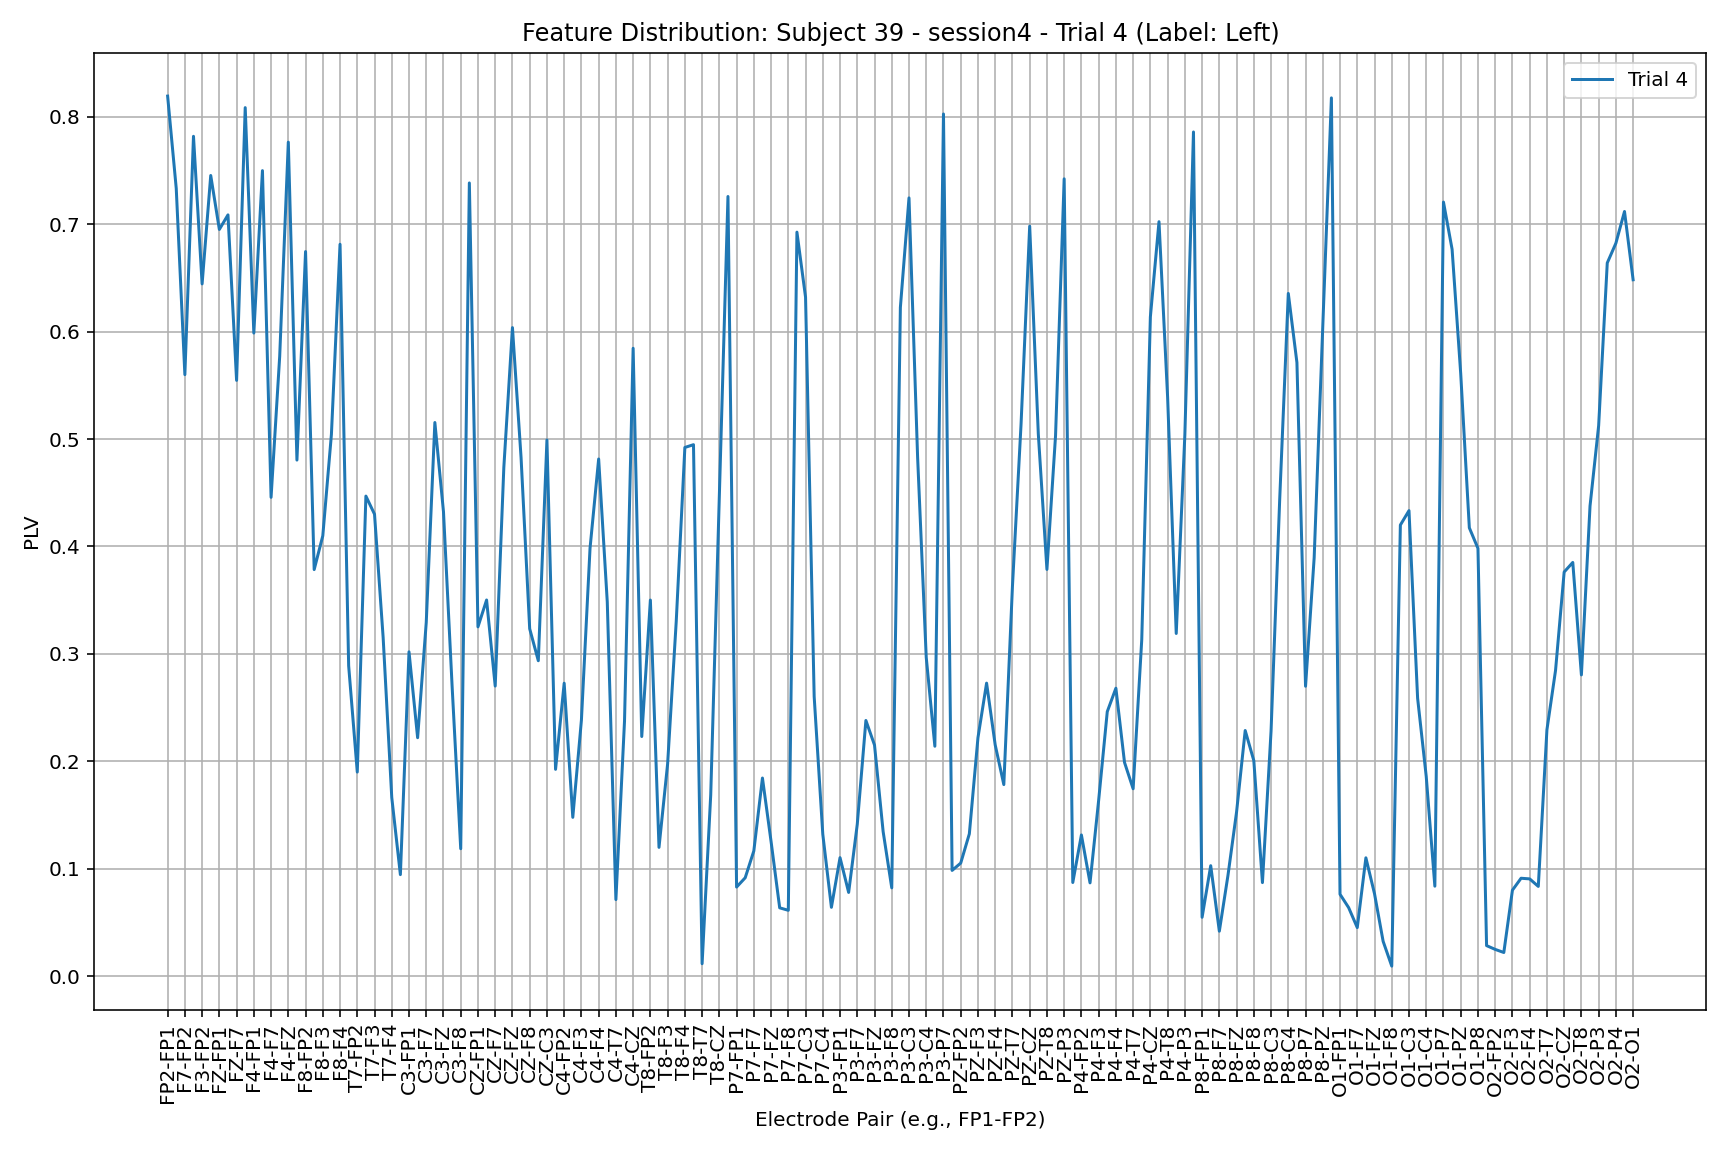 Feature Distribution: Subject 39 - session4 - Trial 4 (Label: Left)
Trial 4
PLV
0.8
0.7
0.6
0.5
0.4
0.3
0.2
0.1
0.0
FP2-FP1
F7-FP2
F3-FP2
FZ-FP1
FZ-F7
F4-FP1
F4-F7
F4-FZ
F8-FP2
F8-F3
F8-F4
T7-FP2
T7-F3
T7-F4
C3-FP1
C3-F7
C3-FZ
C3-F8
CZ-FP1
CZ-F7
CZ-FZ
CZ-F8
CZ-C3
C4-FP2
C4-F3
C4-F4
C4-T7
C4-CZ
T8-FP2
T8-F3
T8-F4
T8-T7
T8-CZ
P7-FP1
P7-F7
P7-FZ
P7-F8
P7-C3
P7-C4
P3-FP1
P3-F7
P3-FZ
P3-F8
P3-C3
P3-C4
P3-P7
PZ-FP2
PZ-F3
PZ-F4
PZ-T7
PZ-CZ
PZ-T8
PZ-P3
P4-FP2
P4-F3
P4-F4
P4-T7
P4-CZ
P4-T8
P4-P3
P8-FP1
P8-F7
P8-FZ
P8-F8
P8-C3
P8-C4
P8-P7
P8-PZ
O1-FP1
O1-F7
O1-FZ
O1-F8
O1-C3
O1-C4
O1-P7
O1-PZ
O1-P8
O2-FP2
O2-F3
O2-F4
O2-T7
O2-CZ
O2-T8
O2-P3
O2-P4
O2-O1
Electrode Pair (e.g., FP1-FP2)